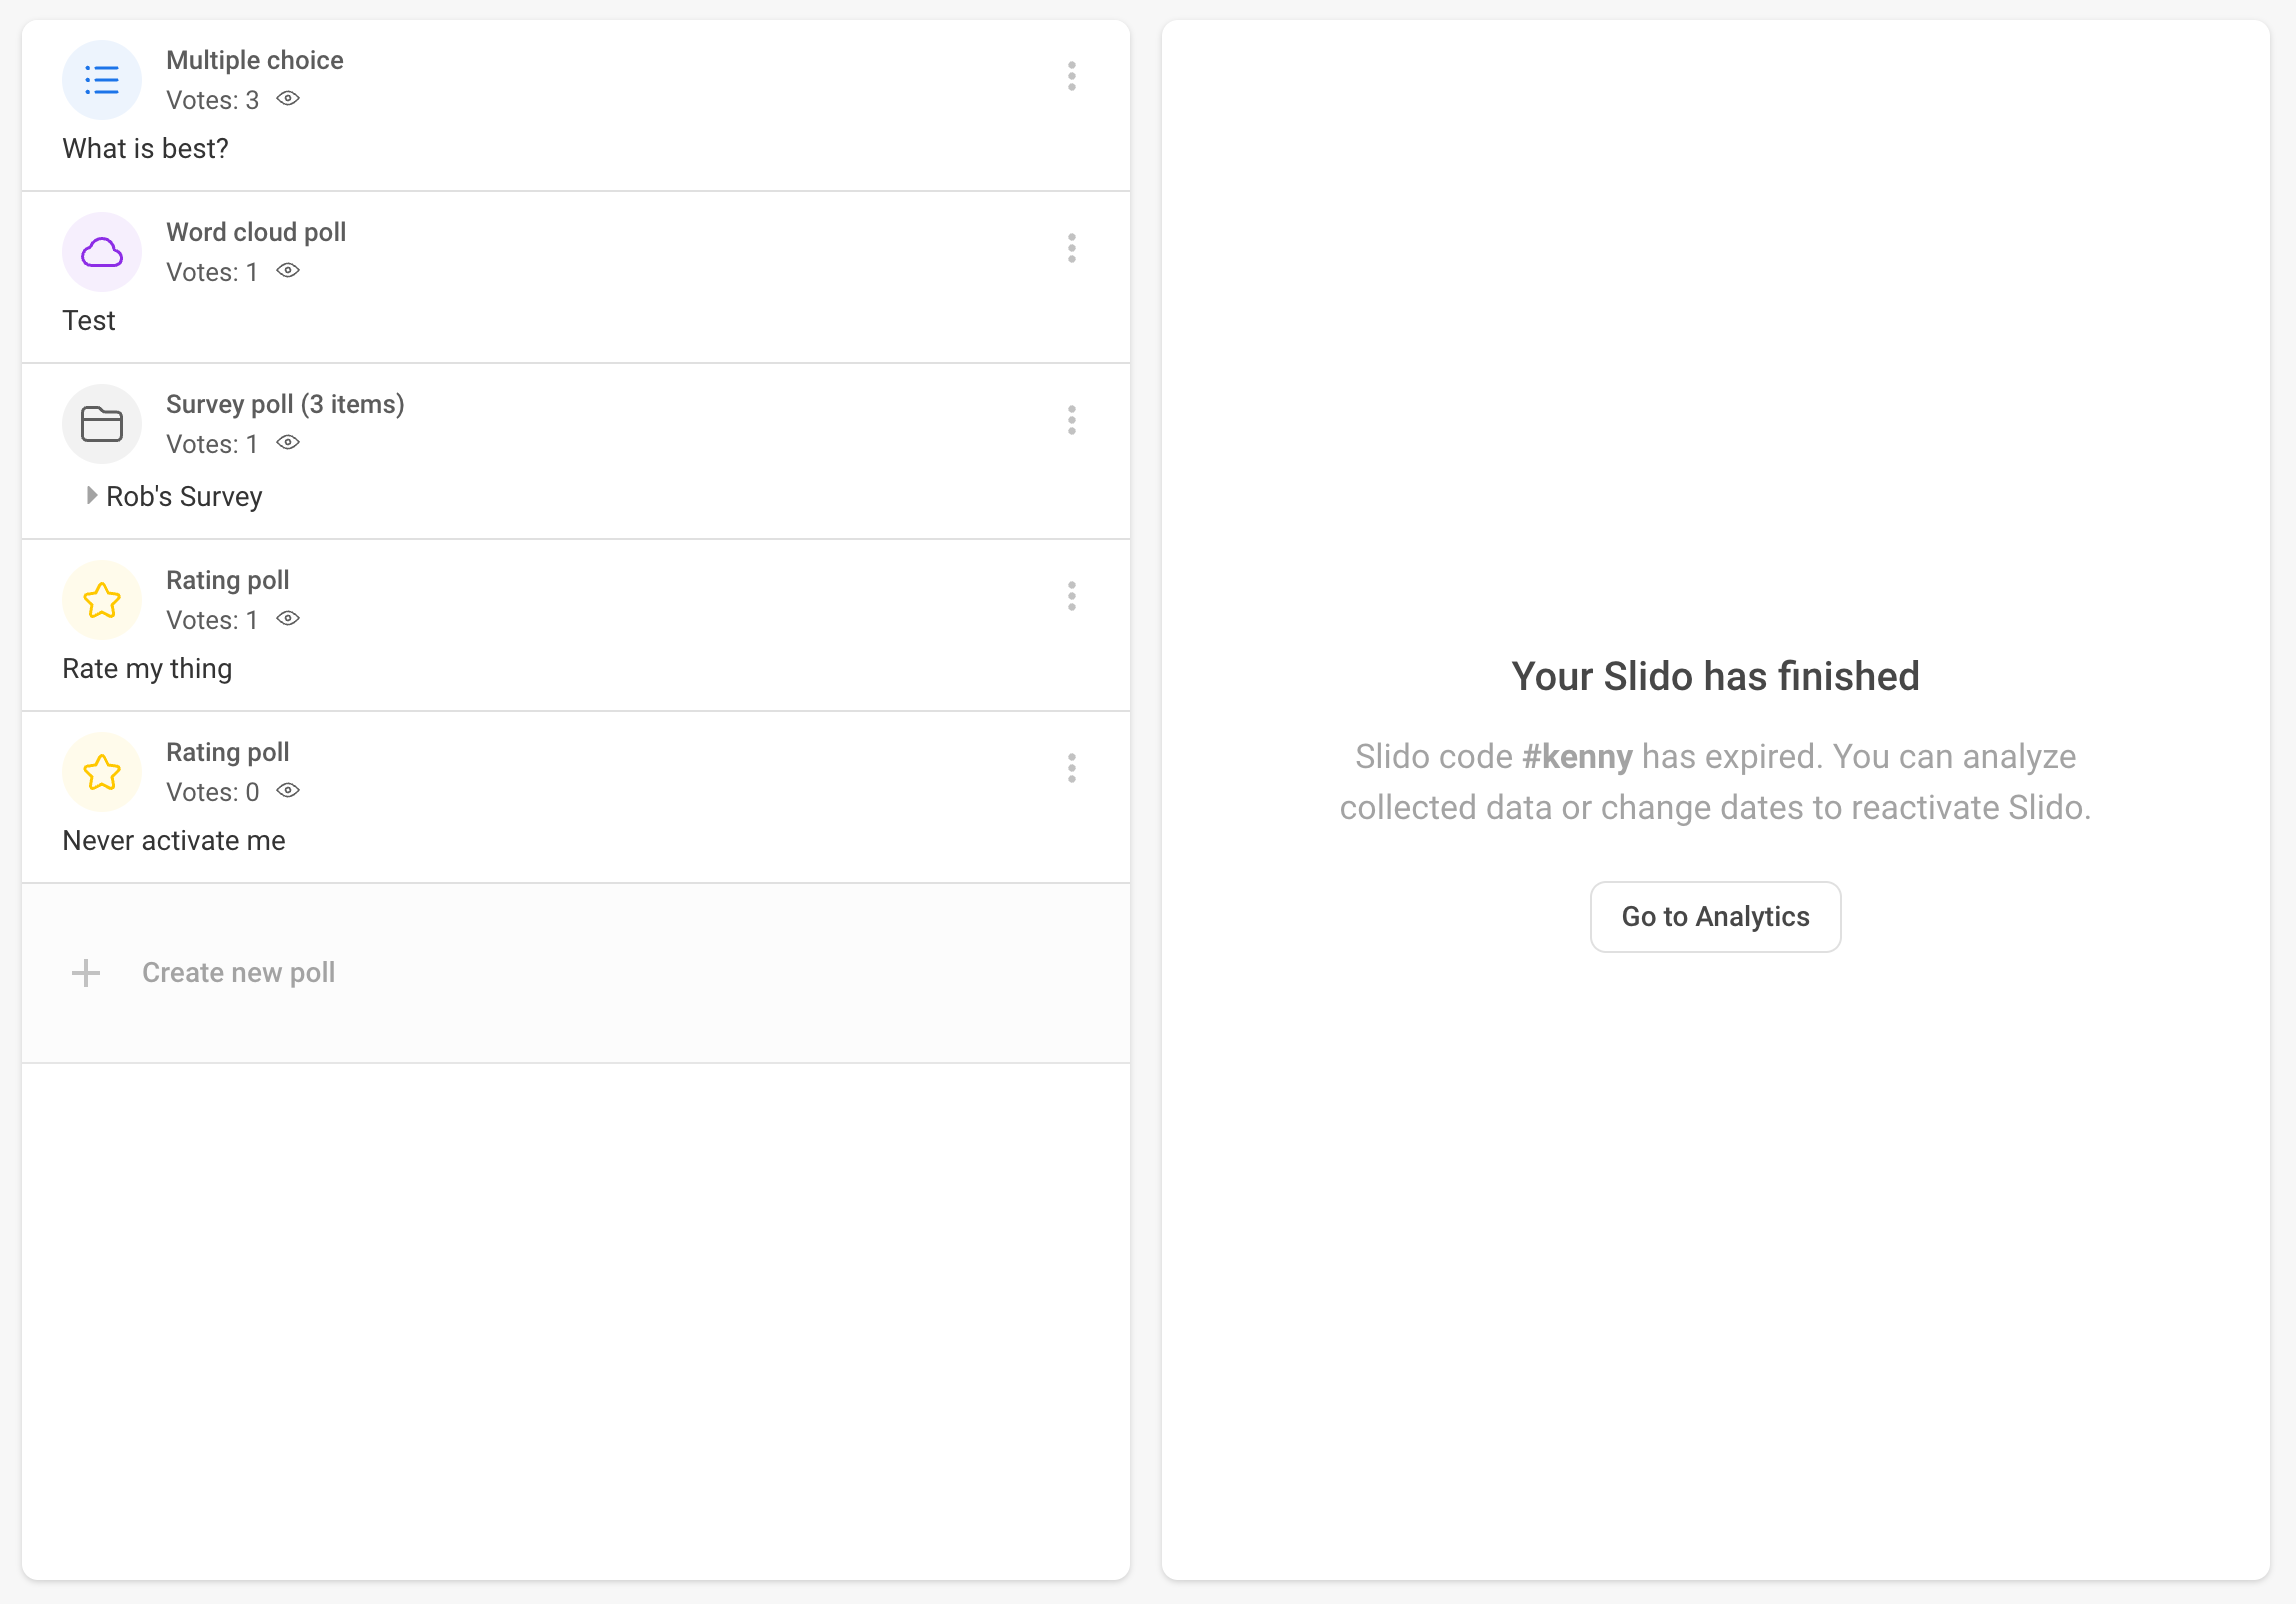 Multiple choice
Votes: 3
What is best?
Word cloud poll
Votes: 1
Test
Survey poll (3 items)
Votes: 1
Rob's Survey
Rating poll
Votes: 1
Rate my thing
Rating poll
Votes: 0
Never activate me
Create new poll
Your Slido has finished
Slido code #kenny has expired. You can analyze
collected data or change dates to reactivate Slido.
Go to Analytics